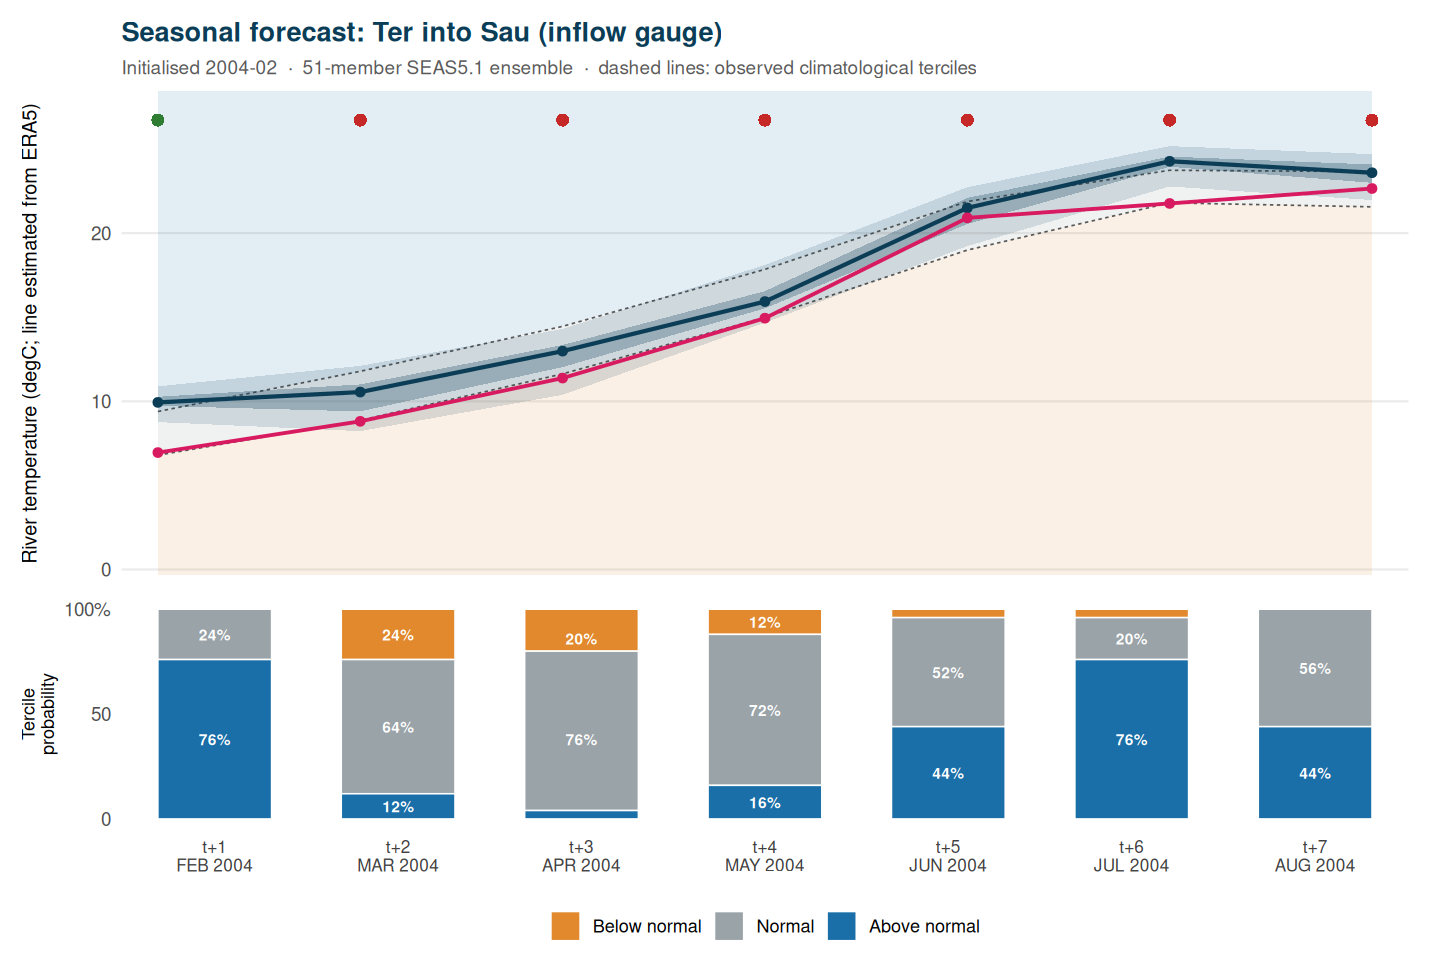 Seasonal forecast: Ter into Sau (inflow gauge)
Initialised 2004-02 · 51-member SEAS5.1 ensemble · dashed lines: observed climatological terciles
River temperature (degC; line estimated from ERA5)
20
10
0
Tercile
probability
100%
50
0
24%
76%
24%
64%
12%
20%
76%
12%
72%
16%
52%
44%
20%
76%
56%
44%
t+1
FEB 2004
t+2
MAR 2004
t+3
APR 2004
t+4
MAY 2004
t+5
JUN 2004
t+6
JUL 2004
t+7
AUG 2004
Below normal
Normal
Above normal